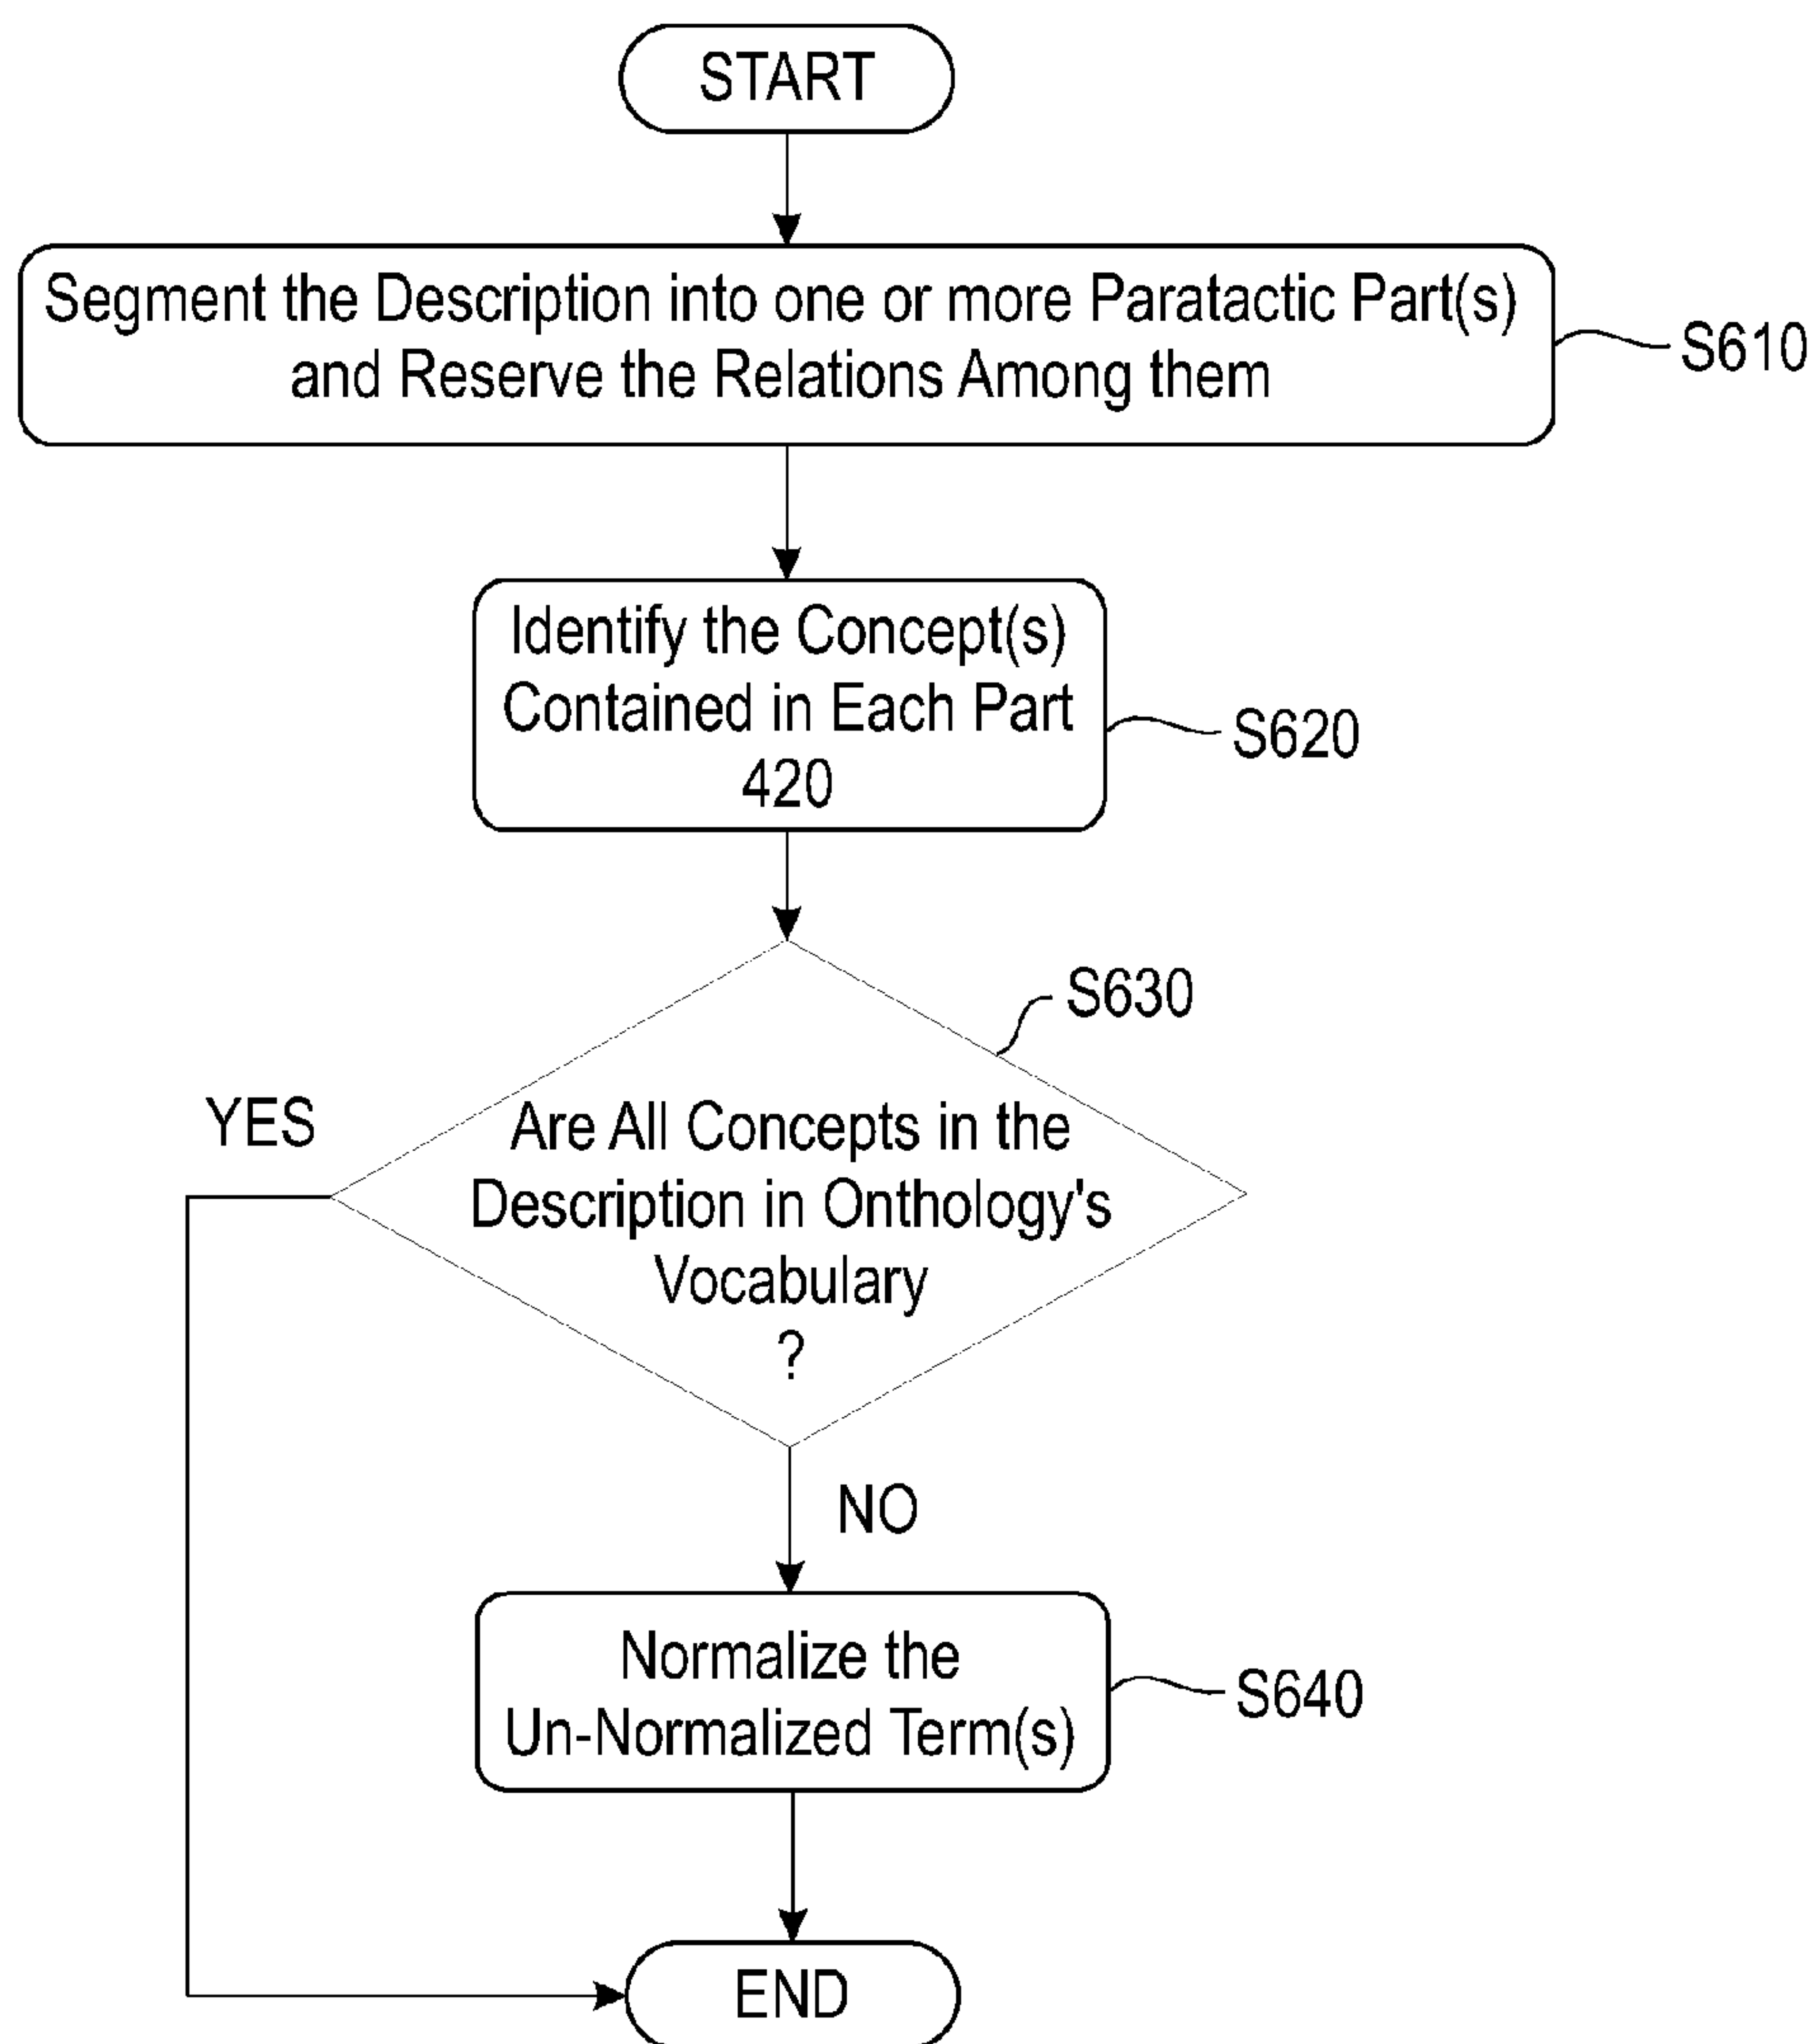 START
Segment the Description into one or more Paratactic Part(s)
and Reserve the Relations Among them
S610
Identify the Concept(s)
Contained in Each Part
420
S620
S630
Are All Concepts in the
Description in Onthology's
Vocabulary
?
YES
NO
Normalize the
Un-Normalized Term(s)
S640
END